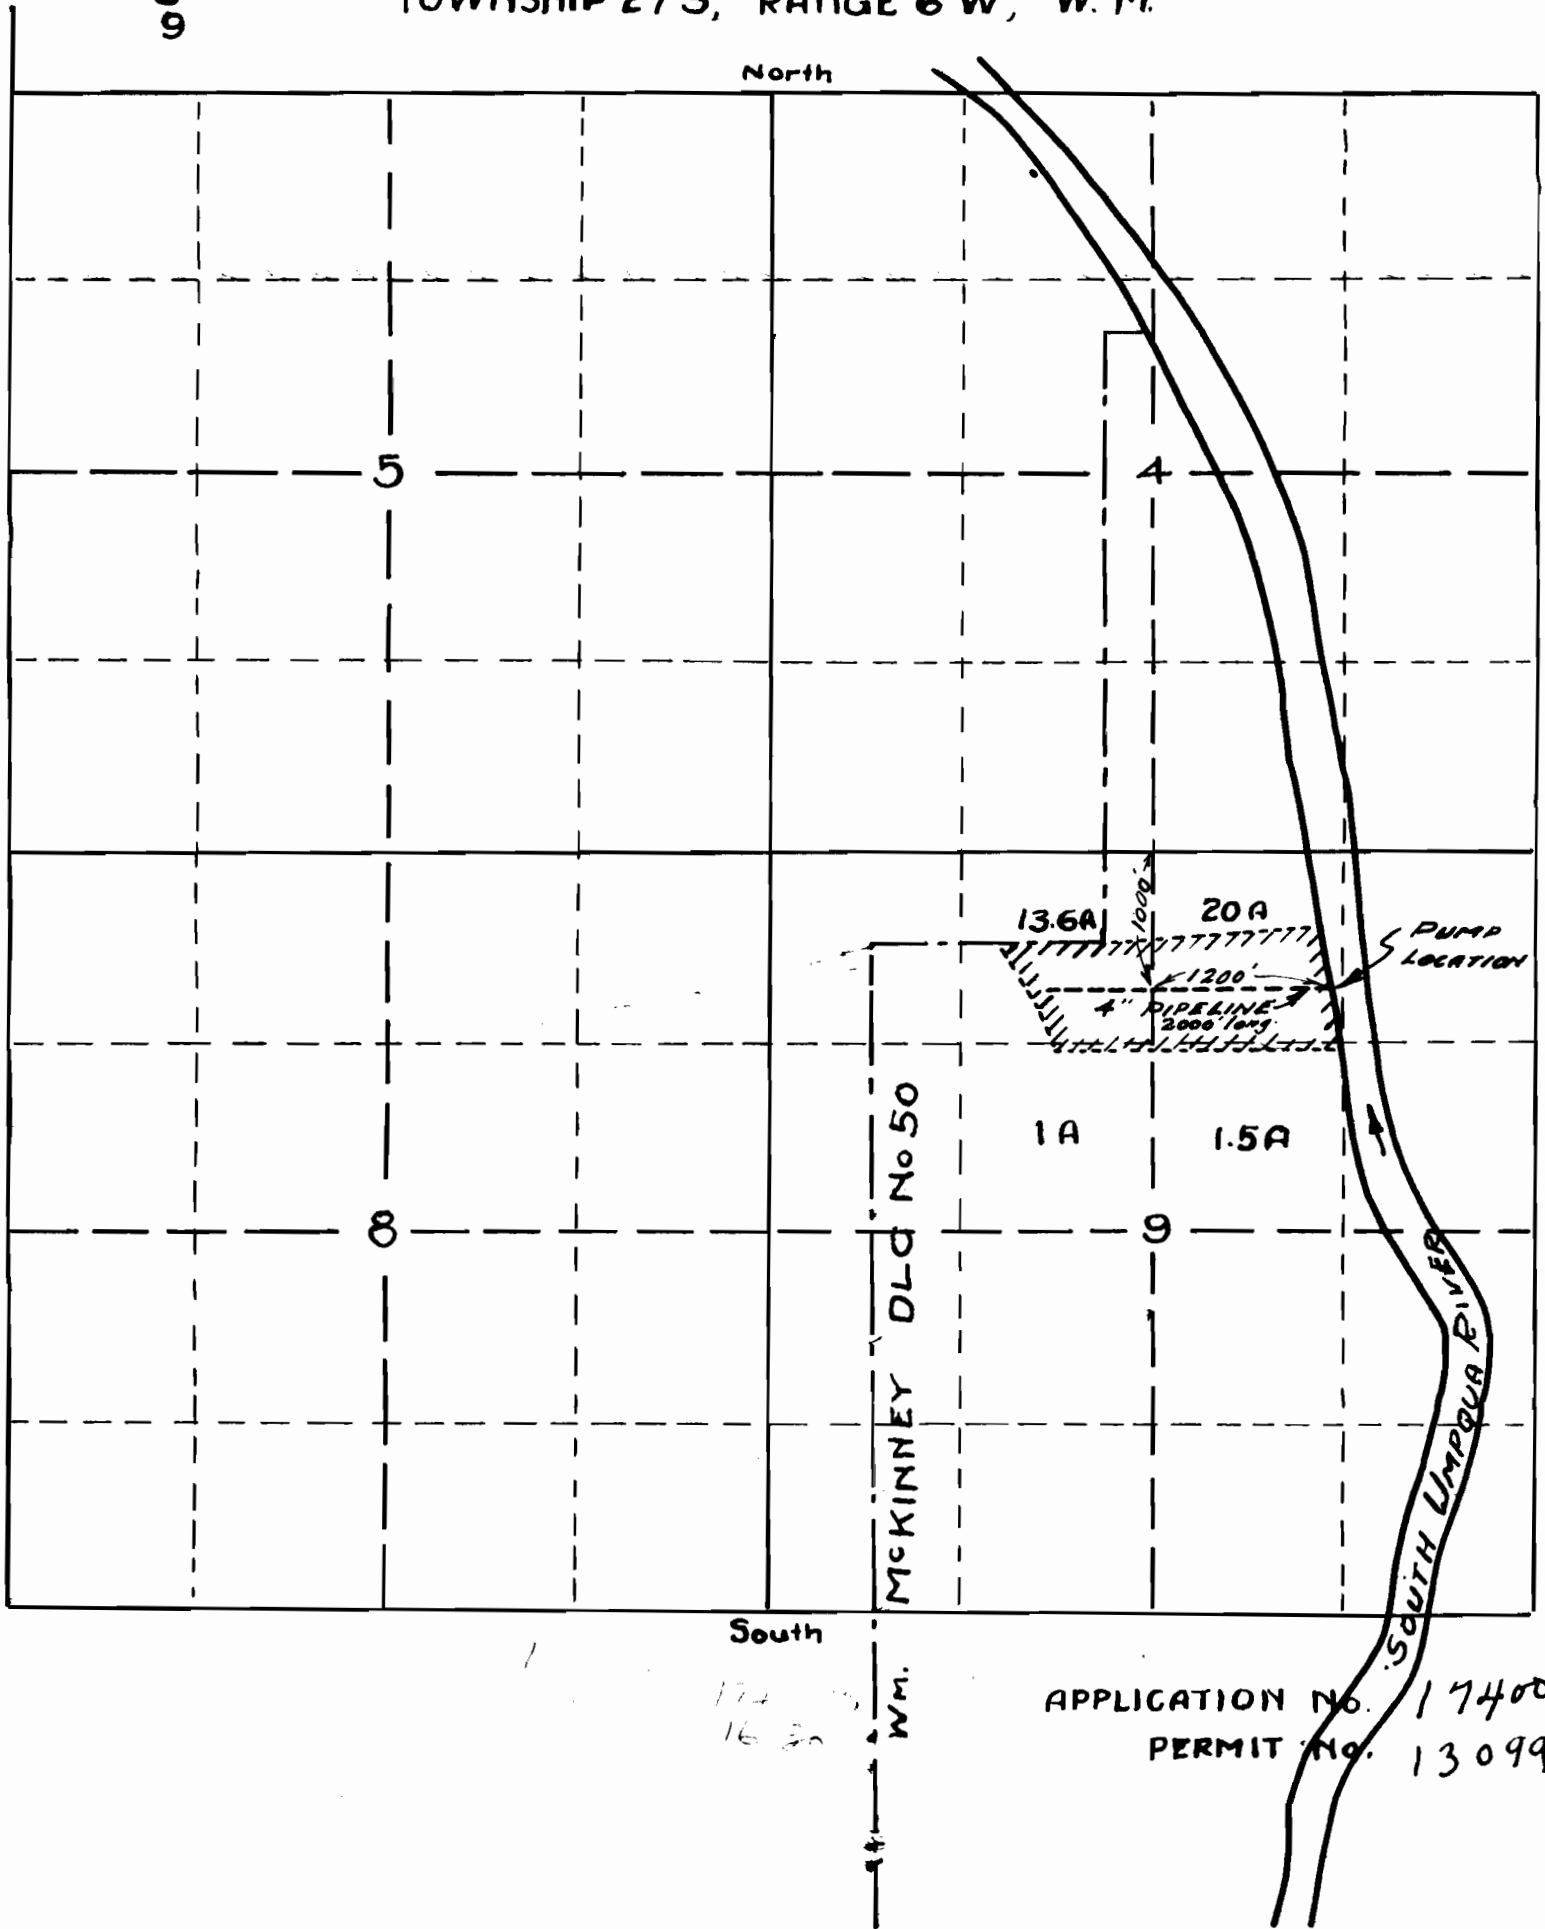 TOWNSHIP 27 S, RANGE 6 W, W. M.
9
North
5
4
1000'
13.6A
20A
PUMP
LOCATION
1200'
4" PIPELINE
2000' long
1A
1.5A
8
9
Wm. McKINNEY DLC No 50
SOUTH UMPQUA RIVER
South
APPLICATION No. 17400
PERMIT No. 13099